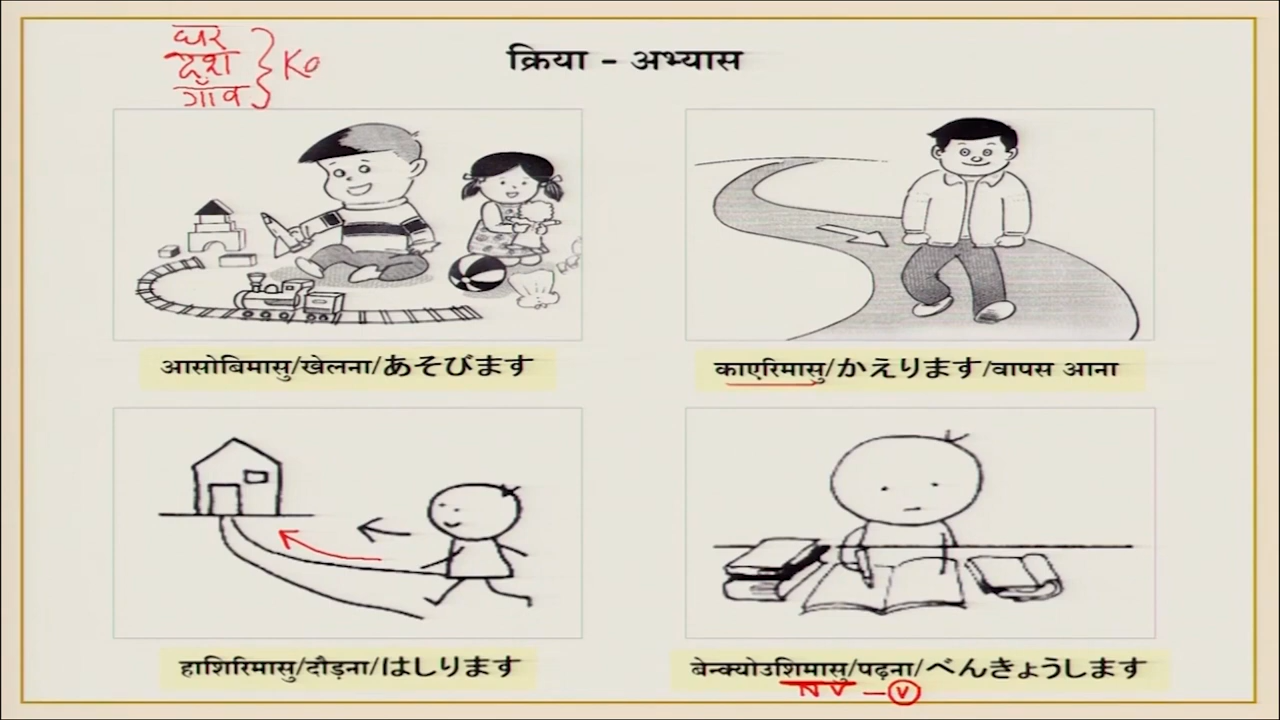 घर
देश
गाँव
Ka
क्रिया - अभ्यास
आसोबिमासु/खेलना/あそびます
काएरिमासु/かえります/वापस आना
हाशिरिमासु/दौड़ना/はしります
बेन्क्योउशिमासु/पढ़ना/べんきょうします
NV - V